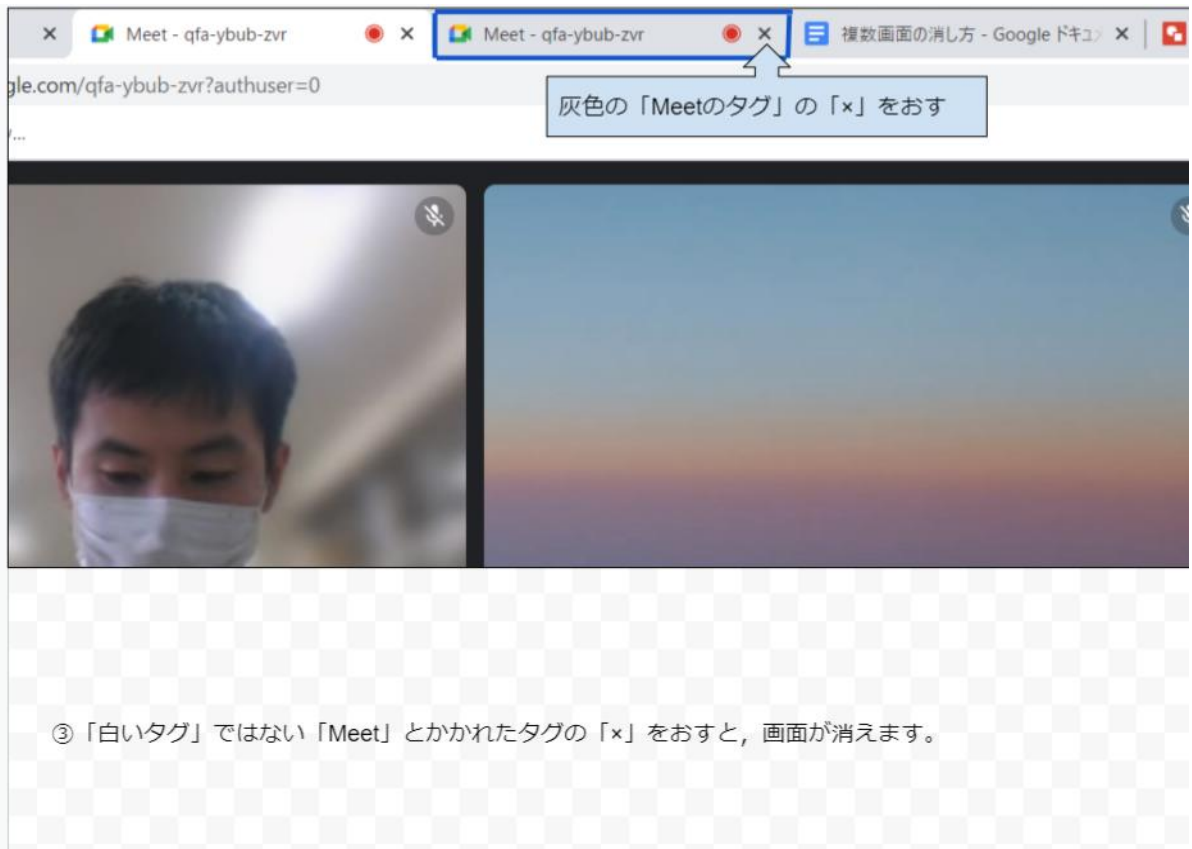 Meet - qfa-ybub-zvr
Meet - qfa-ybub-zvr
複数画面の消し方 - Google ドキュ
gle.com/qfa-ybub-zvr?authuser=0
灰色の「Meetのタグ」の「×」をおす
...
③「白いタグ」ではない「Meet」とかかれたタグの「×」をおすと，画面が消えます。